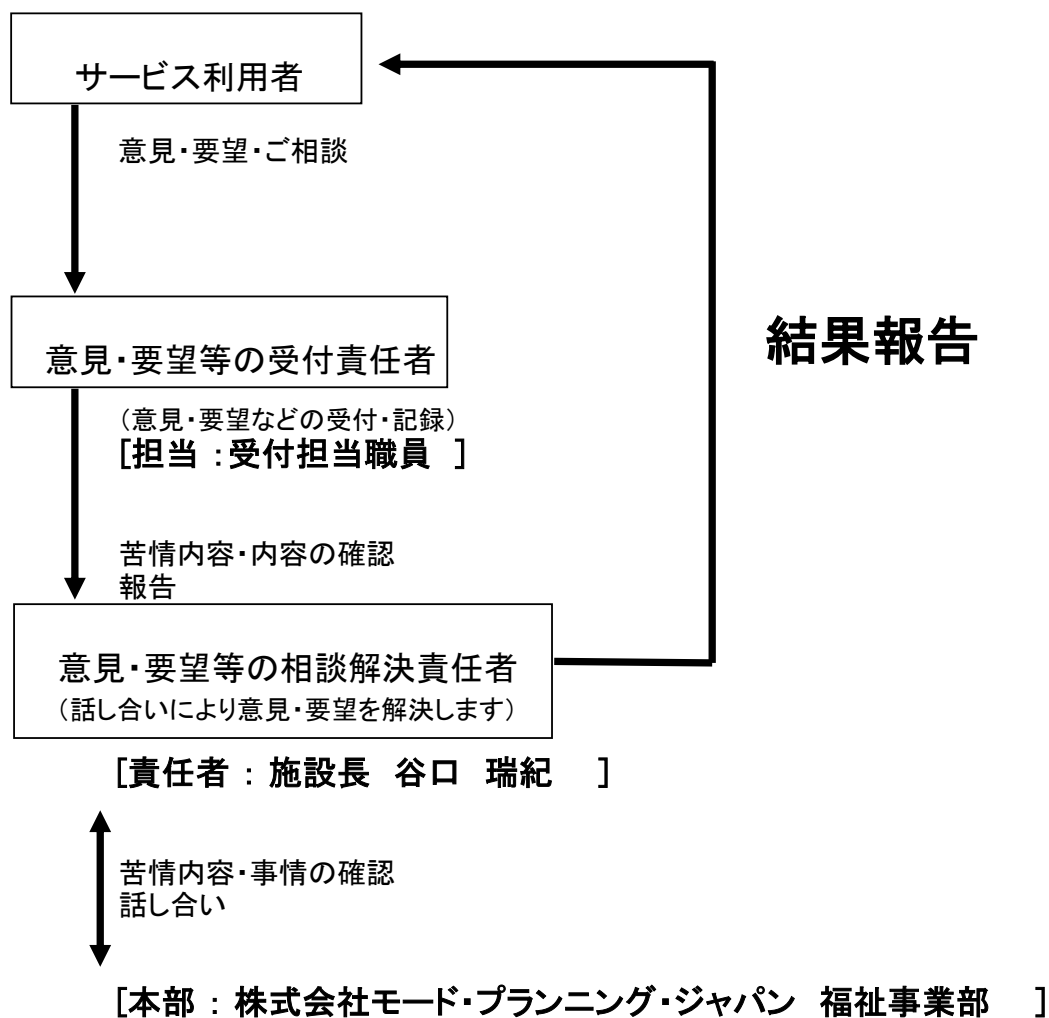 サービス利用者
意見・要望・ご相談
意見・要望等の受付責任者
結果報告
（意見・要望などの受付・記録）
［担当：受付担当職員　］
苦情内容・内容の確認
報告
意見・要望等の相談解決責任者
（話し合いにより意見・要望を解決します）
［責任者：施設長　谷口　瑞紀　］
苦情内容・事情の確認
話し合い
［本部：株式会社モード・プランニング・ジャパン　福祉事業部　］